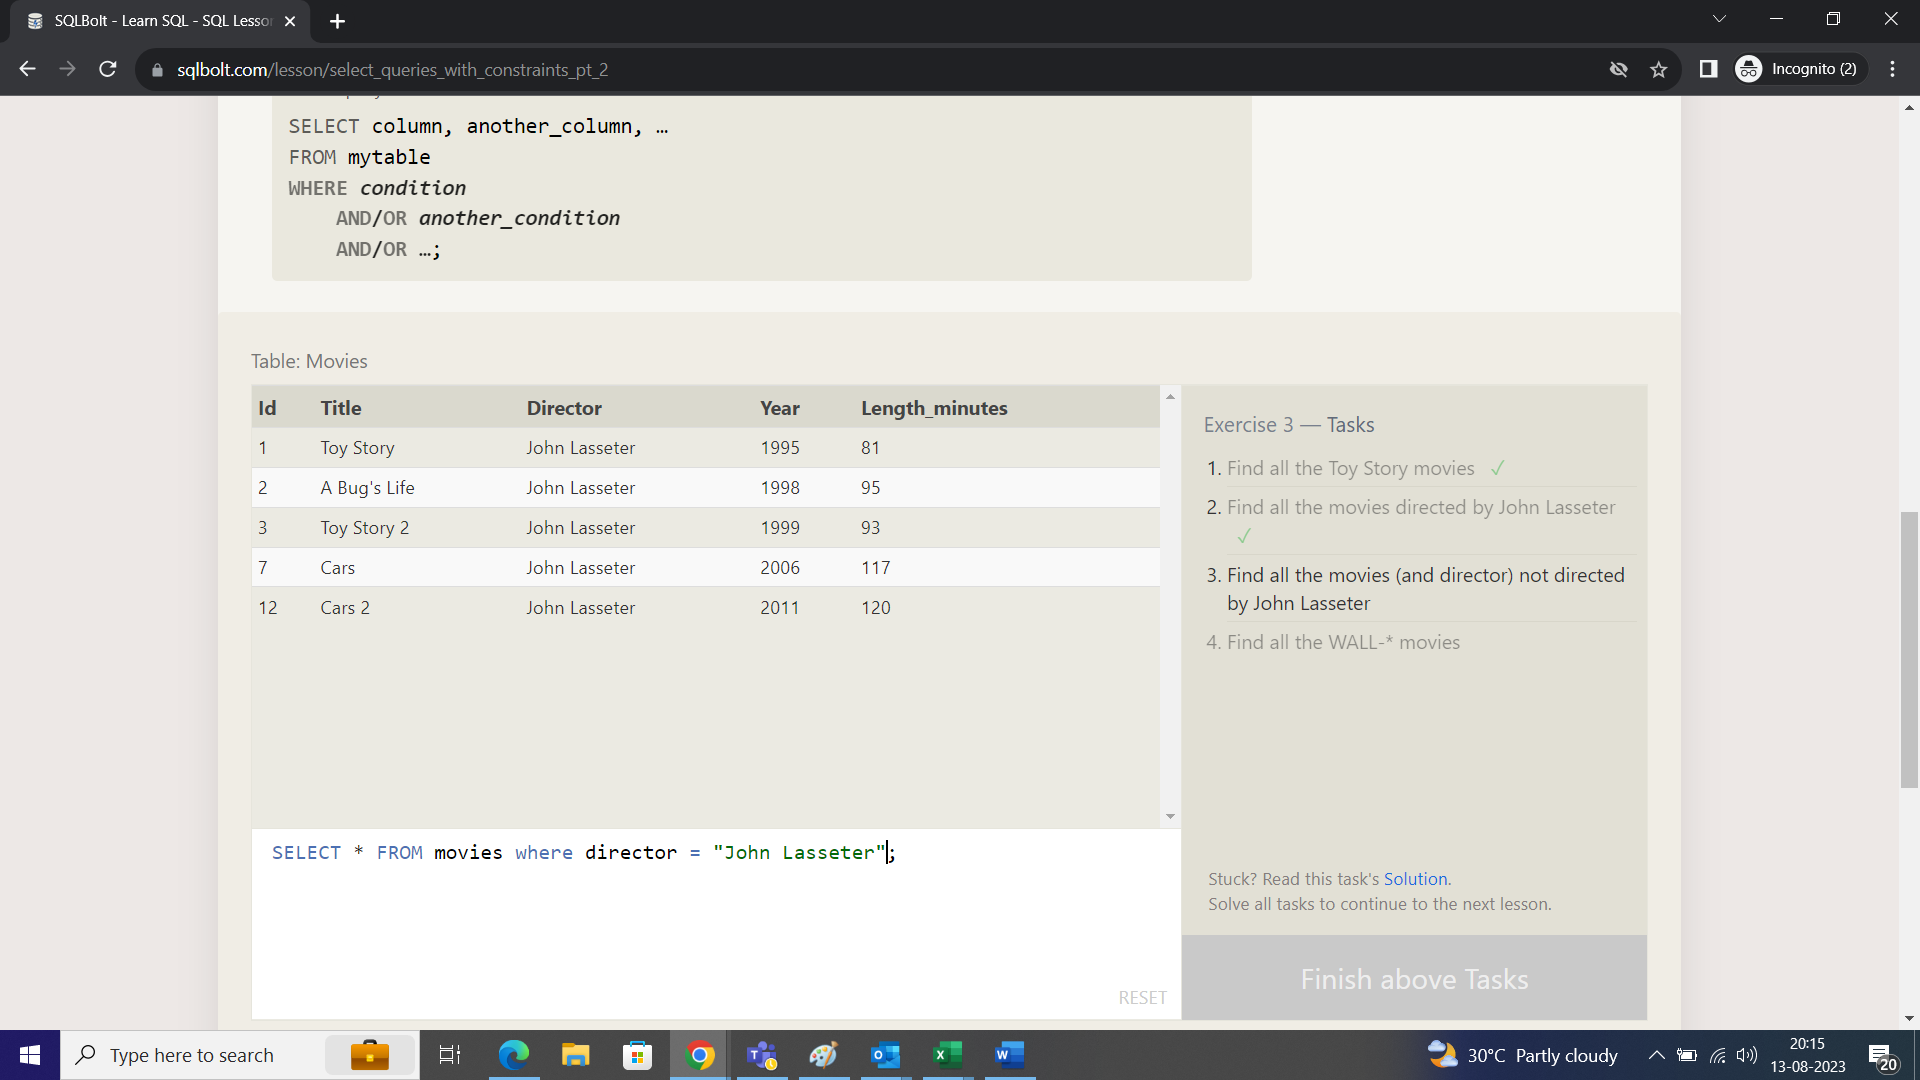 SQLBolt - Learn SQL - SQL Lesson
sqlbolt.com/lesson/select_queries_with_constraints_pt_2
Incognito (2)
SELECT column, another_column, …
FROM mytable
WHERE condition
AND/OR another_condition
AND/OR …;
Table: Movies
Id Title Director Year Length_minutes
1 Toy Story John Lasseter 1995 81
2 A Bug's Life John Lasseter 1998 95
3 Toy Story 2 John Lasseter 1999 93
7 Cars John Lasseter 2006 117
12 Cars 2 John Lasseter 2011 120
SELECT * FROM movies where director = "John Lasseter";
RESET
Exercise 3 — Tasks
1. Find all the Toy Story movies ✓
2. Find all the movies directed by John Lasseter
✓
3. Find all the movies (and director) not directed
by John Lasseter
4. Find all the WALL-* movies
Stuck? Read this task's Solution.
Solve all tasks to continue to the next lesson.
Finish above Tasks
Type here to search
30°C Partly cloudy
20:15
13-08-2023
20